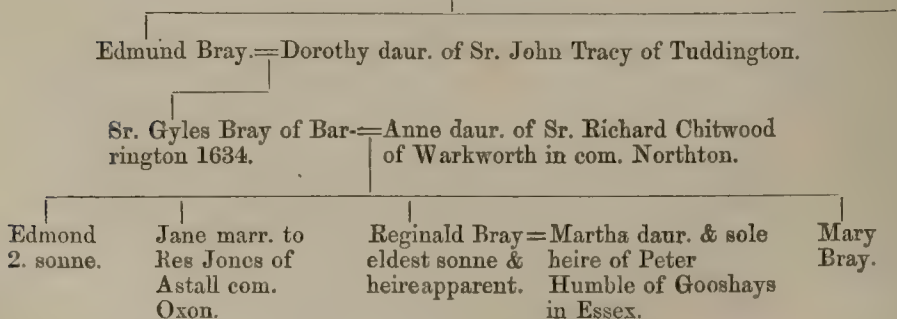 Edmund Bray.=Dorothy daur. of Sr. John Tracy of Tuddington.
Sr. Gyles Bray of Bar-=Anne daur. of Sr. Richard Chitwood
rington 1634. of Warkworth in com. Northton.
Edmond
2. sonne.
Jane marr. to
Res Jones of
Astall com.
Oxon.
Reginald Bray=Martha daur. & sole
eldest sonne & heire of Peter
heire apparent. Humble of Gooshays
in Essex.
Mary
Bray.